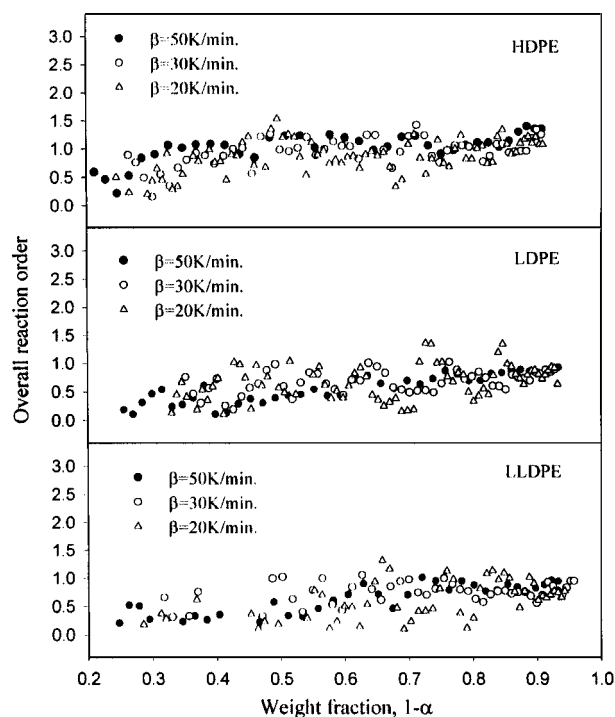 3.0
2.5
2.0
1.5
1.0
0.5
0.0
β=50K/min.
β=30K/min.
β=20K/min.
HDPE
3.0
2.5
2.0
1.5
1.0
0.5
0.0
β=50K/min.
β=30K/min.
β=20K/min.
LDPE
3.0
2.5
2.0
1.5
1.0
0.5
0.0
β=50K/min.
β=30K/min.
β=20K/min.
LLDPE
Overall reaction order
0.2 0.3 0.4 0.5 0.6 0.7 0.8 0.9 1.0
Weight fraction, 1-α